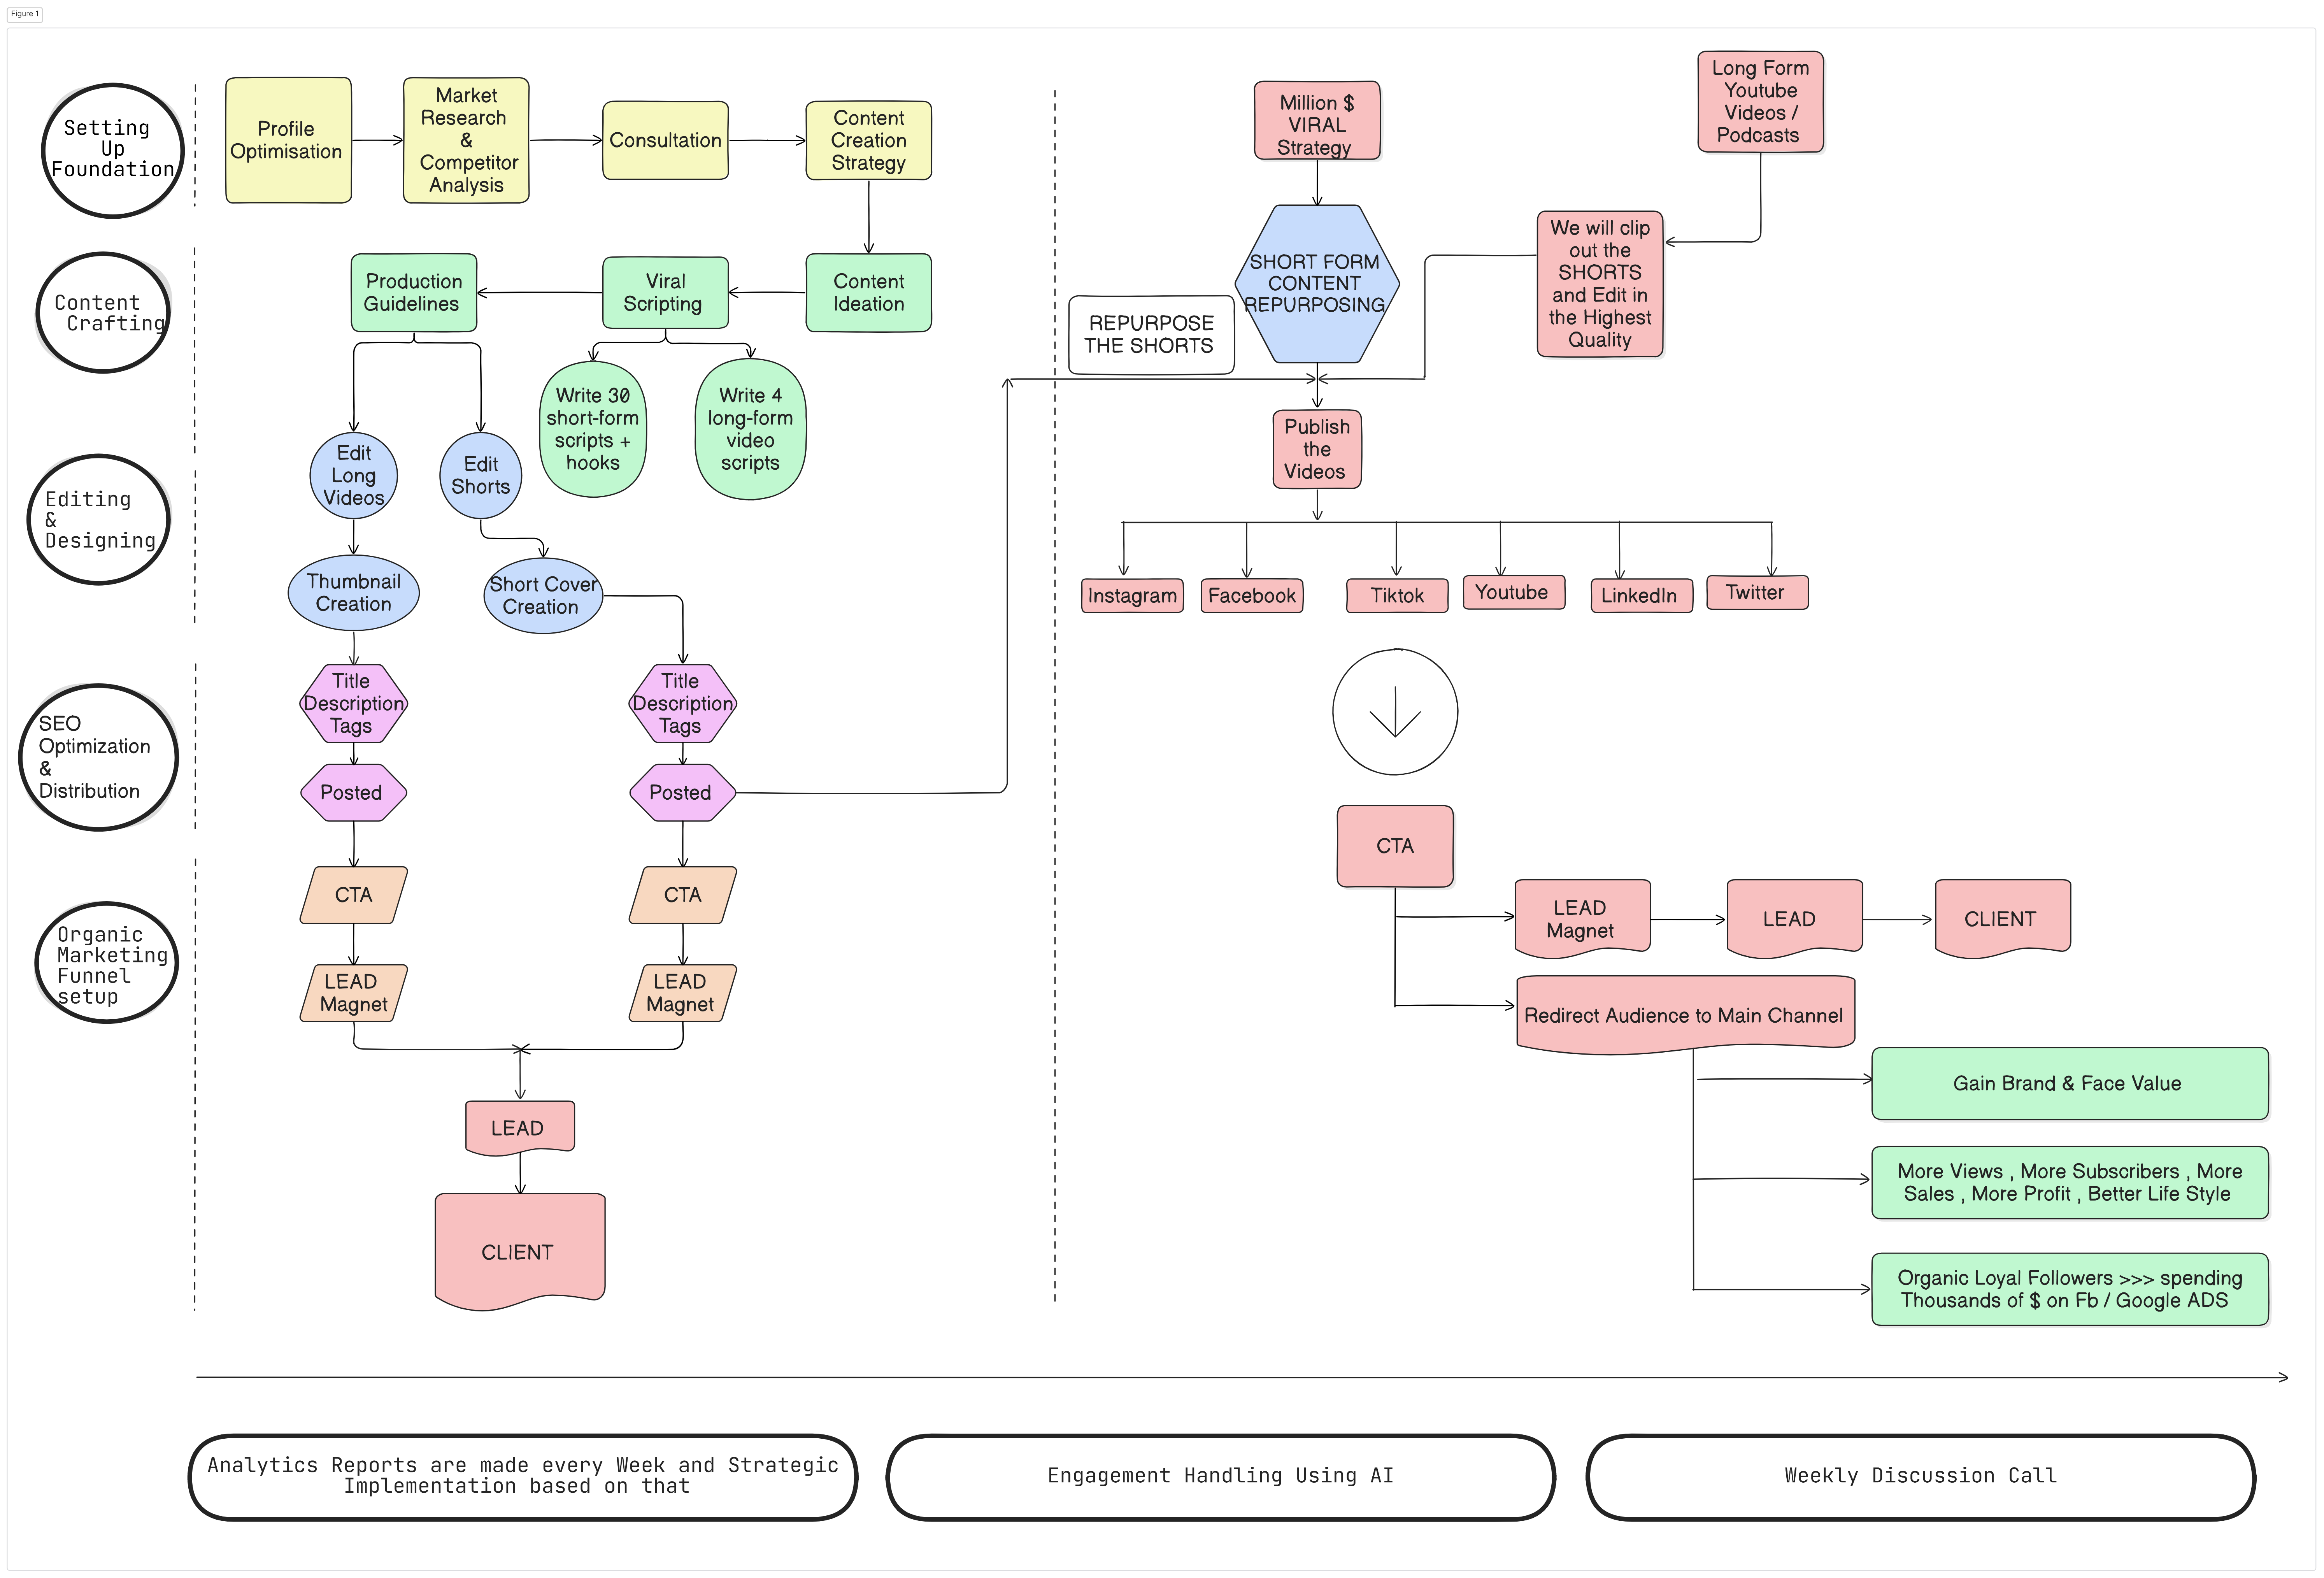 Figure 1
Setting
Up
Foundation
Profile
Optimisation
Market
Research
&
Competitor
Analysis
Consultation
Content
Creation
Strategy
Content
Crafting
Production
Guidelines
Viral
Scripting
Content
Ideation
Write 30
short-form
scripts +
hooks
Write 4
long-form
video
scripts
Editing
&
Designing
Edit
Long
Videos
Edit
Shorts
Thumbnail
Creation
Short Cover
Creation
SEO
Optimization
&
Distribution
Title
Description
Tags
Title
Description
Tags
Posted
Posted
Organic
Marketing
Funnel
setup
CTA
CTA
LEAD
Magnet
LEAD
Magnet
LEAD
CLIENT
Million $
VIRAL
Strategy
Long Form
Youtube
Videos /
Podcasts
SHORT FORM
CONTENT
REPURPOSING
We will clip
out the
SHORTS
and Edit in
the Highest
Quality
REPURPOSE
THE SHORTS
Publish
the
Videos
Instagram
Facebook
Tiktok
Youtube
LinkedIn
Twitter
CTA
LEAD
Magnet
LEAD
CLIENT
Redirect Audience to Main Channel
Gain Brand & Face Value
More Views , More Subscribers , More
Sales , More Profit , Better Life Style
Organic Loyal Followers >>> spending
Thousands of $ on Fb / Google ADS
Analytics Reports are made every Week and Strategic
Implementation based on that
Engagement Handling Using AI
Weekly Discussion Call